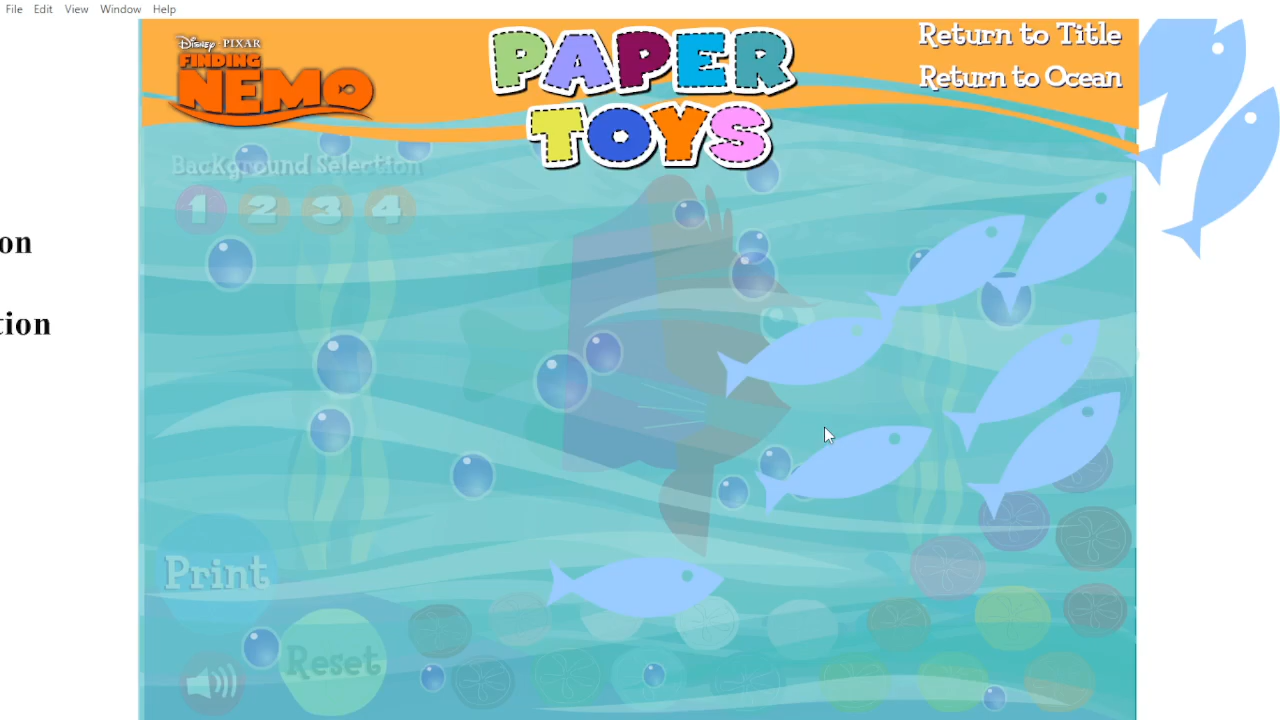 File Edit View Window Help
Disney · PIXAR
FINDING
NEMO
PAPER
TOYS
Return to Title
Return to Ocean
Background Selection
1 2 3 4
on
tion
Print
Reset